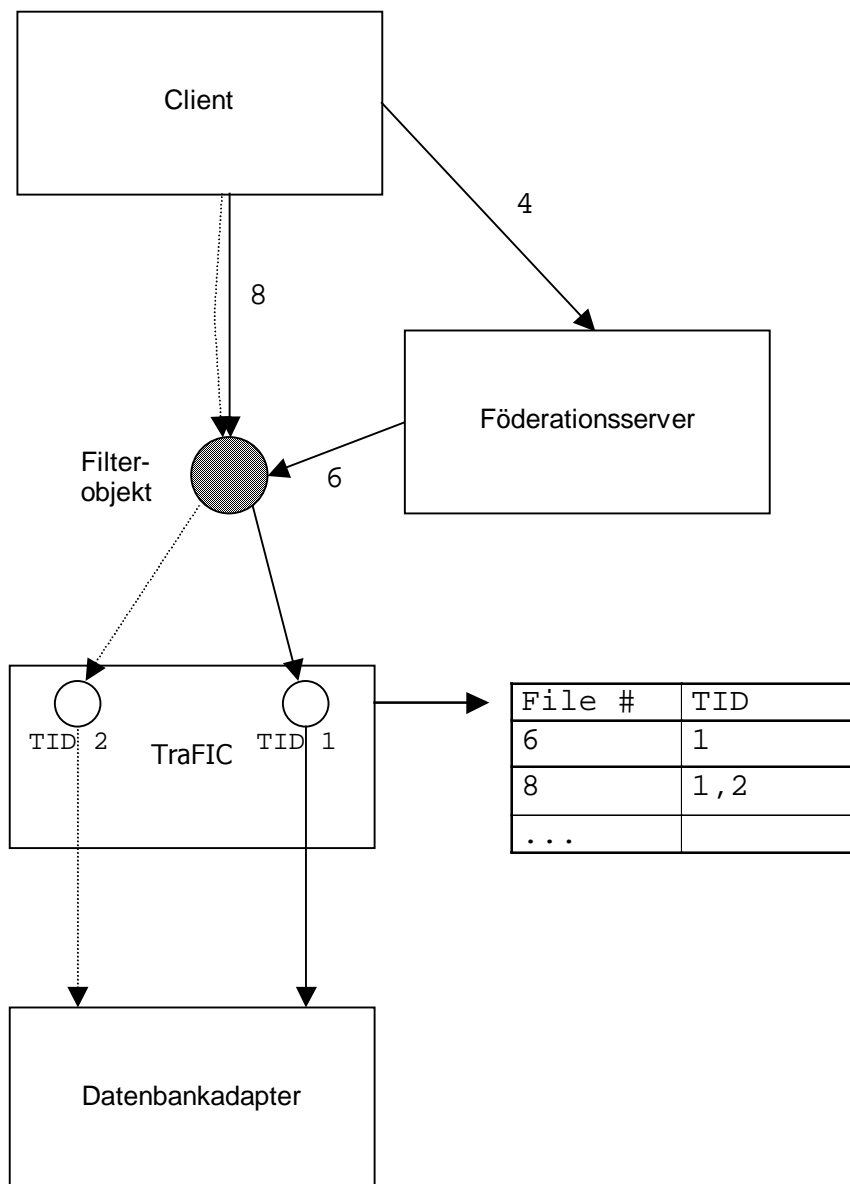 Client
4
8
Föderationsserver
Filter-
objekt
6
File # TID
6 1
8 1,2
...
TID 2 TraFIC TID 1
Datenbankadapter